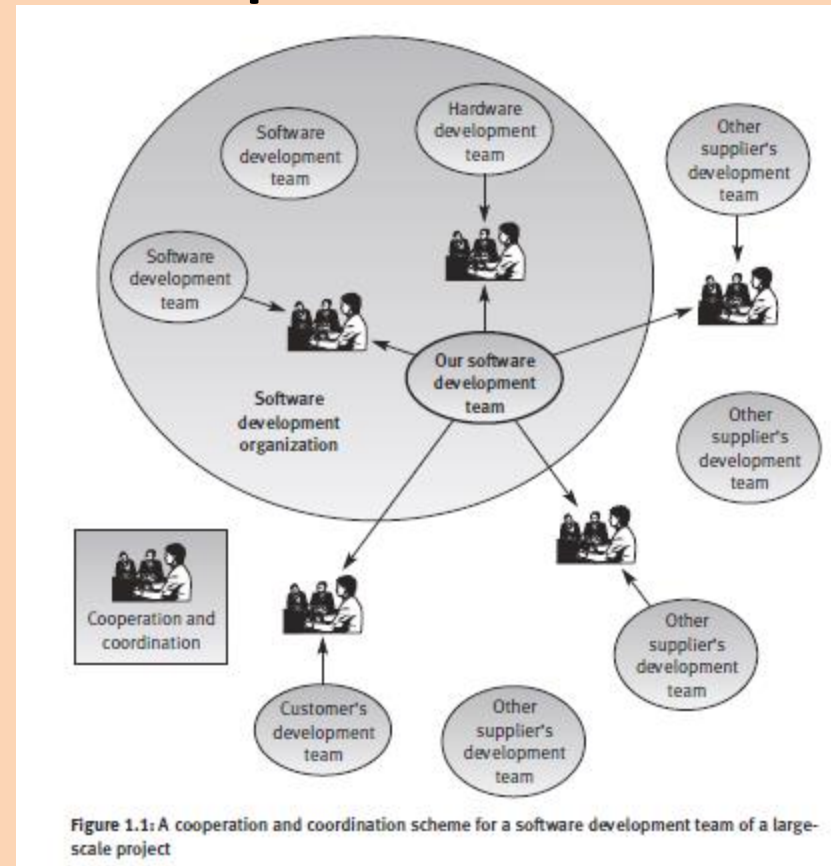 Software
development
team
Hardware
development
team
Other
supplier's
development
team
Software
development
team
Our software
development
team
Software
development
organization
Other
supplier's
development
team
Cooperation and
coordination
Other
supplier's
development
team
Customer's
development
team
Other
supplier's
development
team
Figure 1.1: A cooperation and coordination scheme for a software development team of a large-
scale project